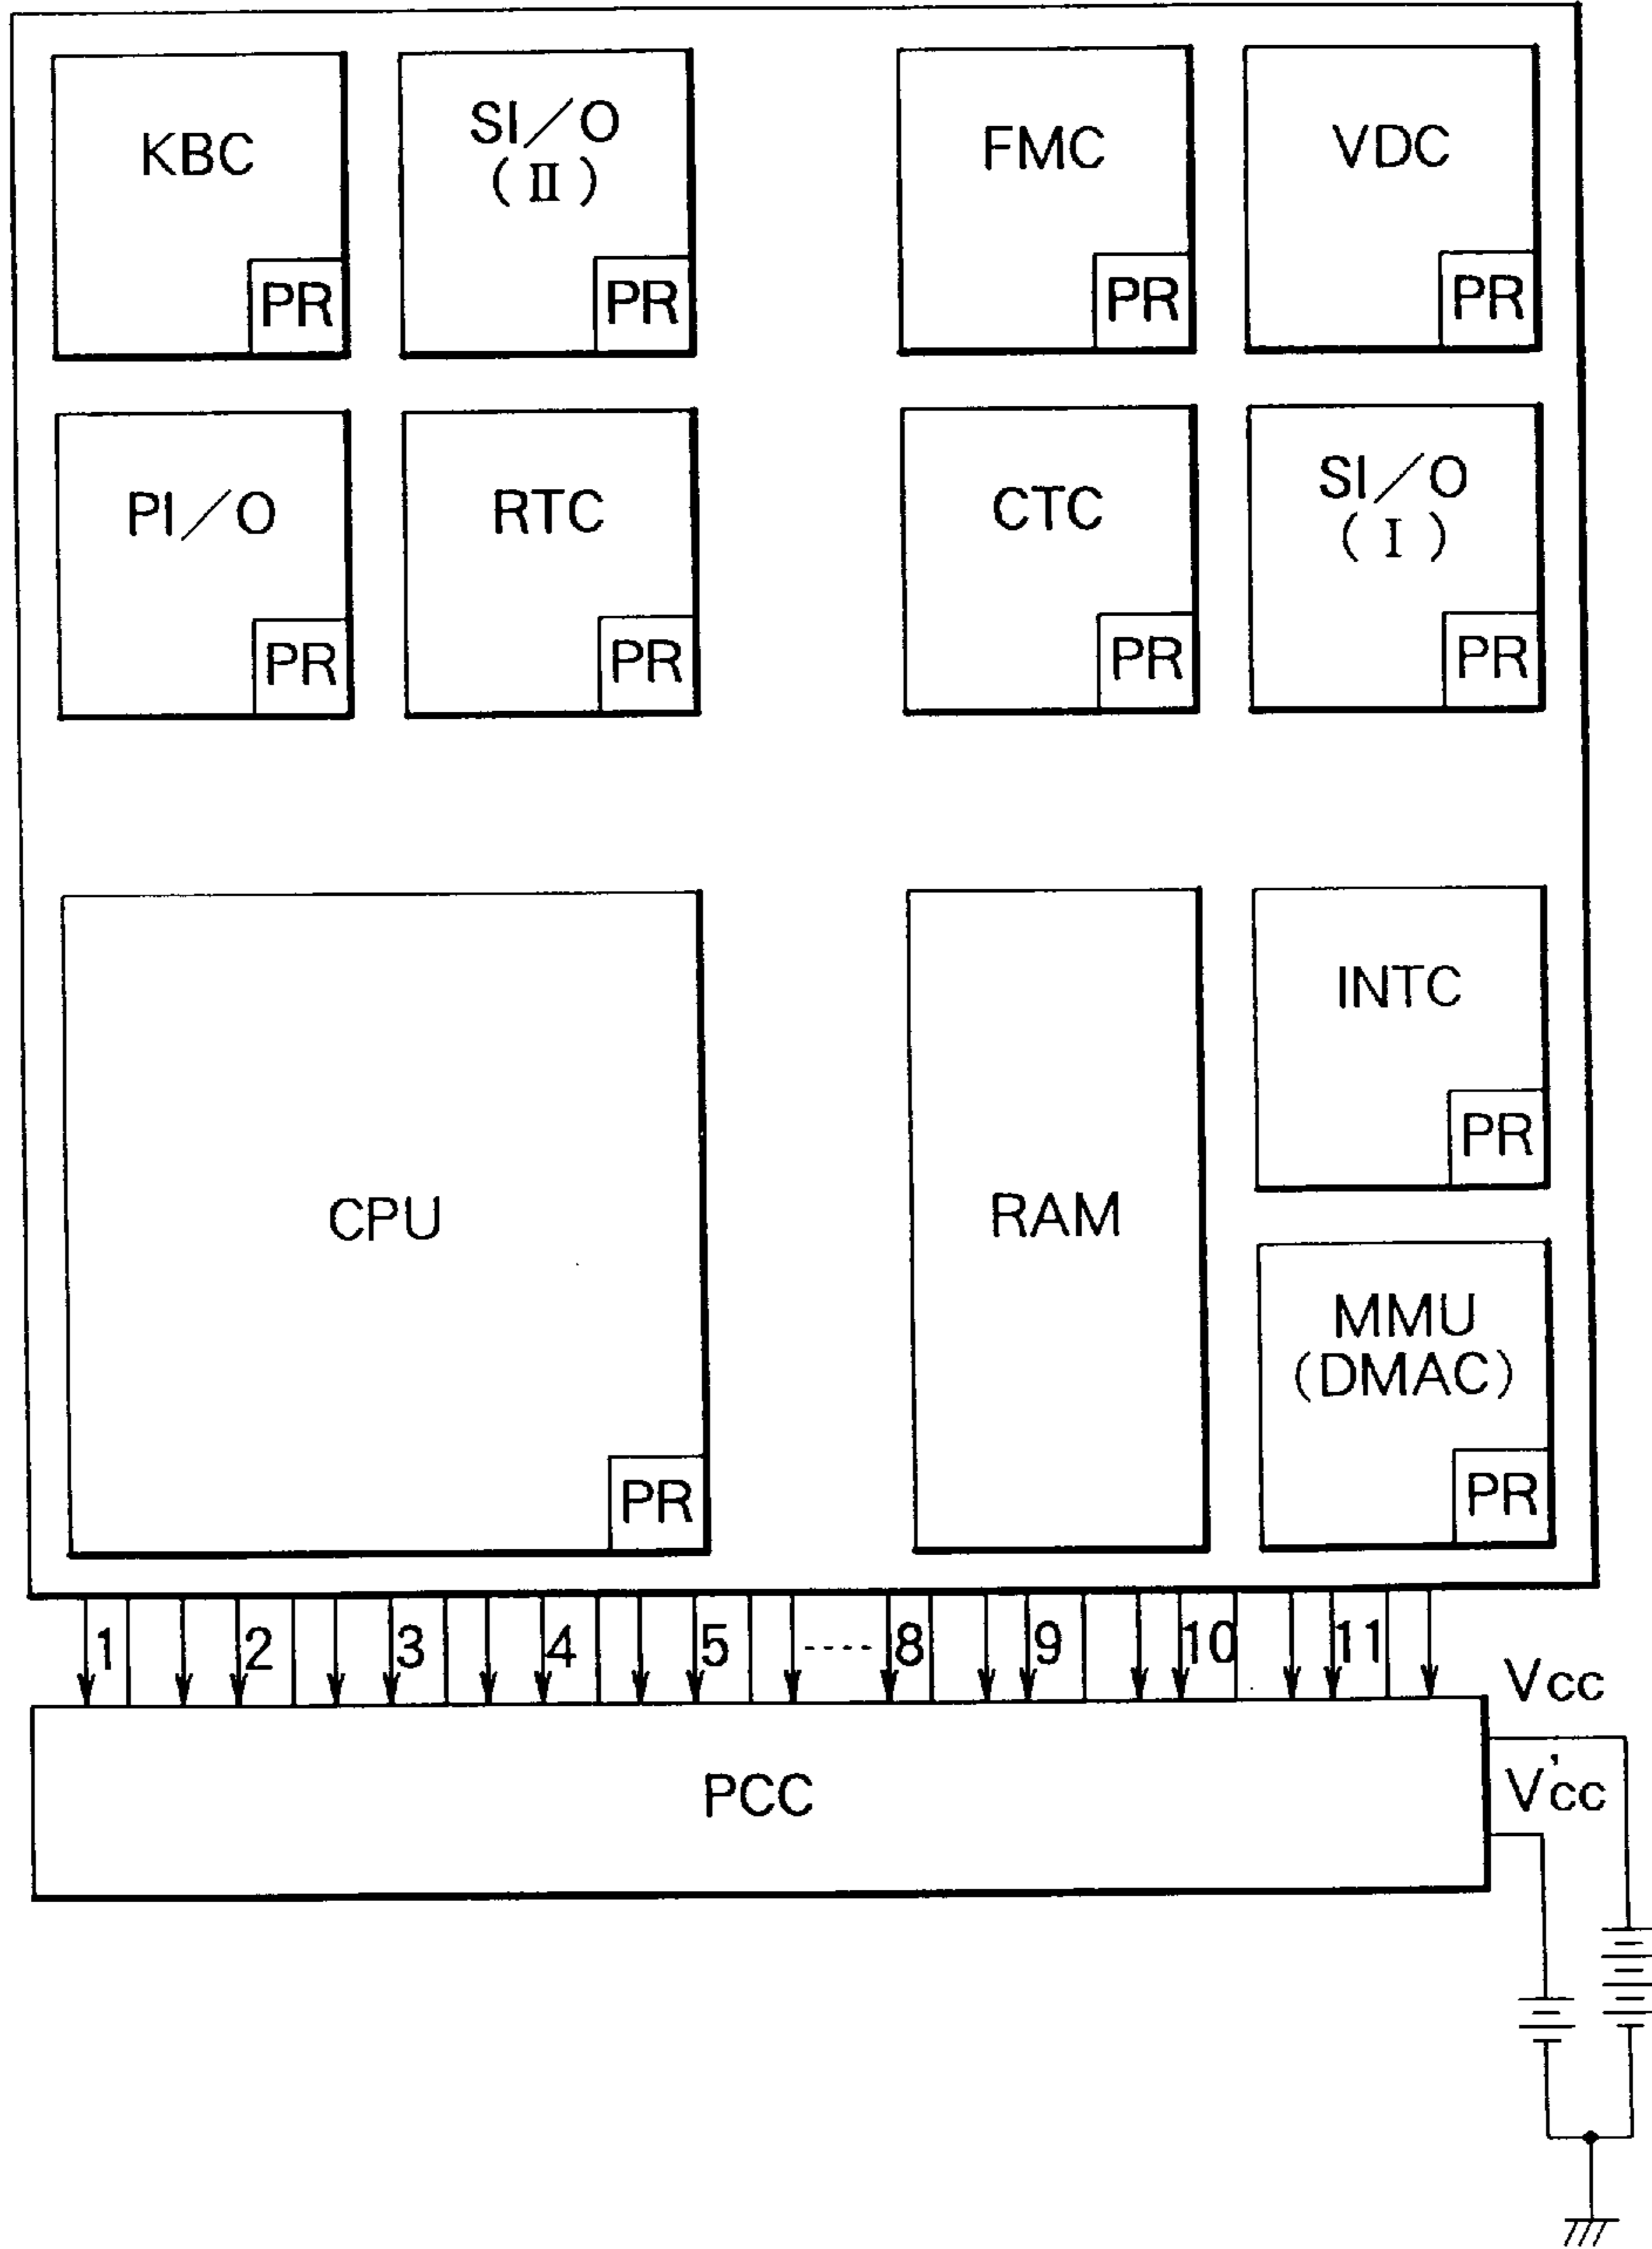 KBC
PR
SI/O
(II)
PR
FMC
PR
VDC
PR
PI/O
PR
RTC
PR
CTC
PR
SI/O
(I)
PR
CPU
PR
RAM
INTC
PR
MMU
(DMAC)
PR
1 2 3 4 5 ---- 8 9 10 11
Vcc
V'cc
PCC